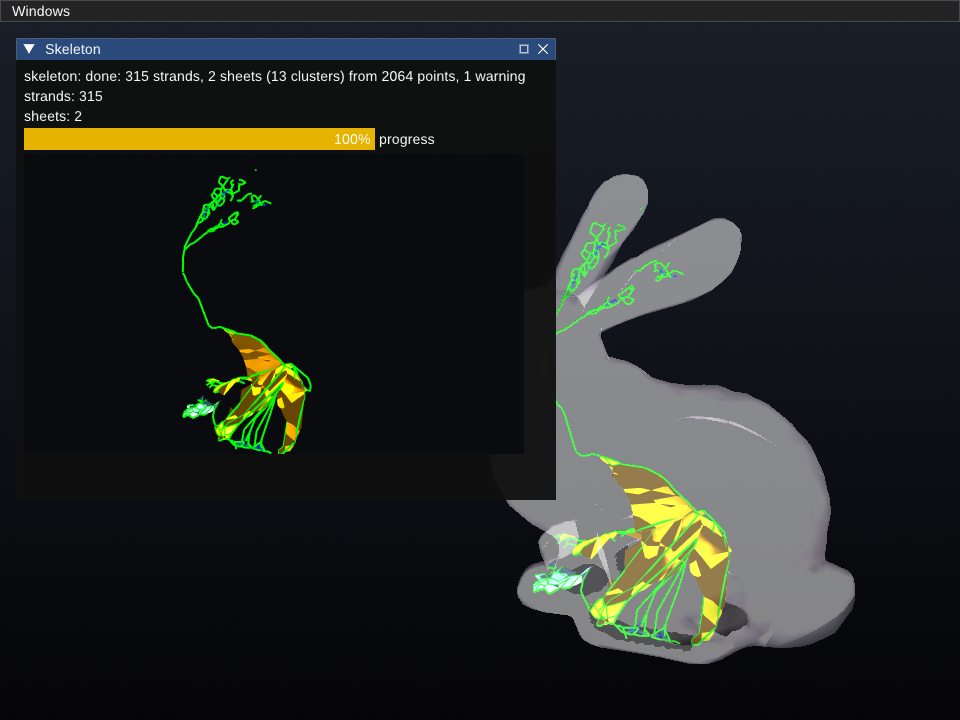 Windows
Skeleton
skeleton: done: 315 strands, 2 sheets (13 clusters) from 2064 points, 1 warning
strands: 315
sheets: 2
100% progress